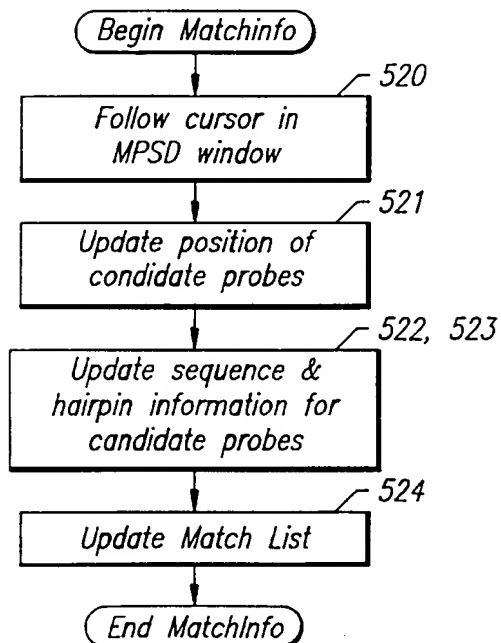 Begin Matchinfo
520
Follow cursor in
MPSD window
521
Update position of
condidate probes
522, 523
Update sequence &
hairpin information for
candidate probes
524
Update Match List
End MatchInfo